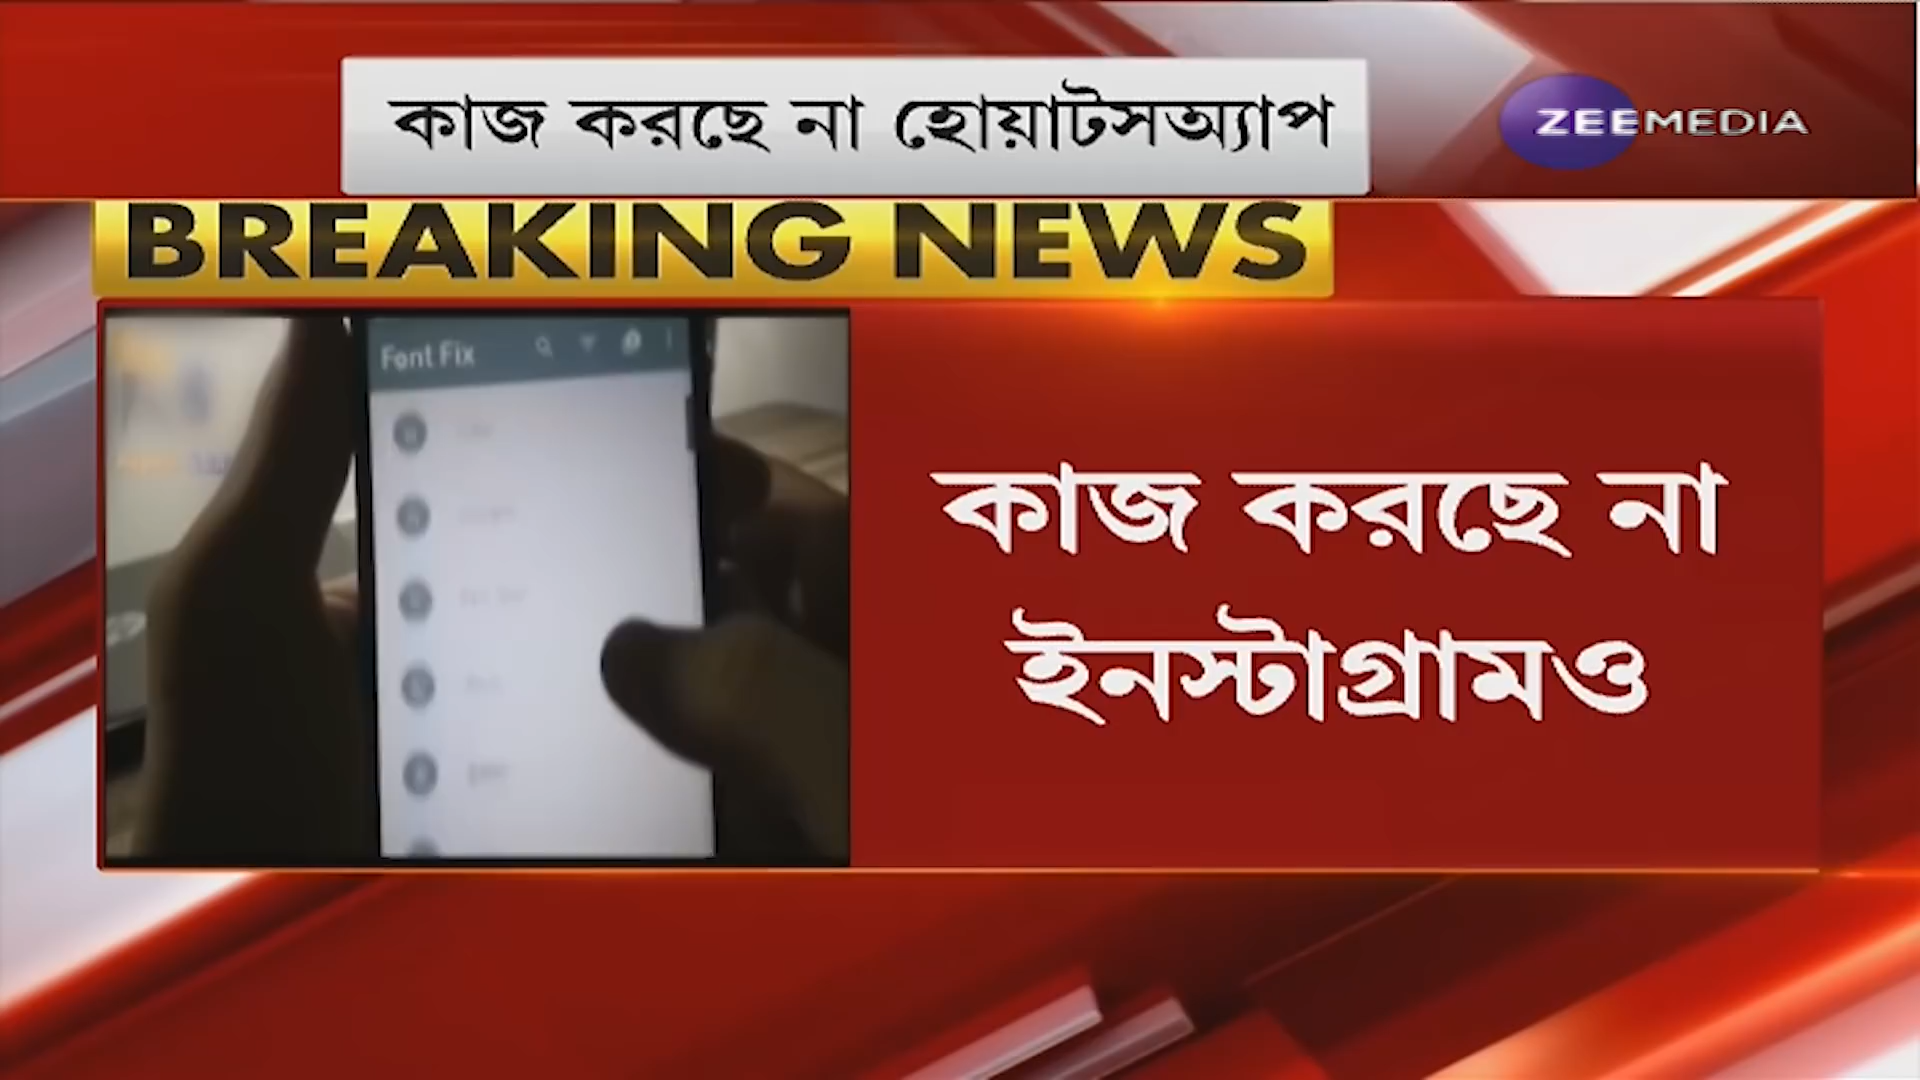 কাজ করছে না হোয়াটসঅ্যাপ
ZEEMEDIA
BREAKING NEWS
Font Fix
কাজ করছে না
ইনস্টাগ্রামও